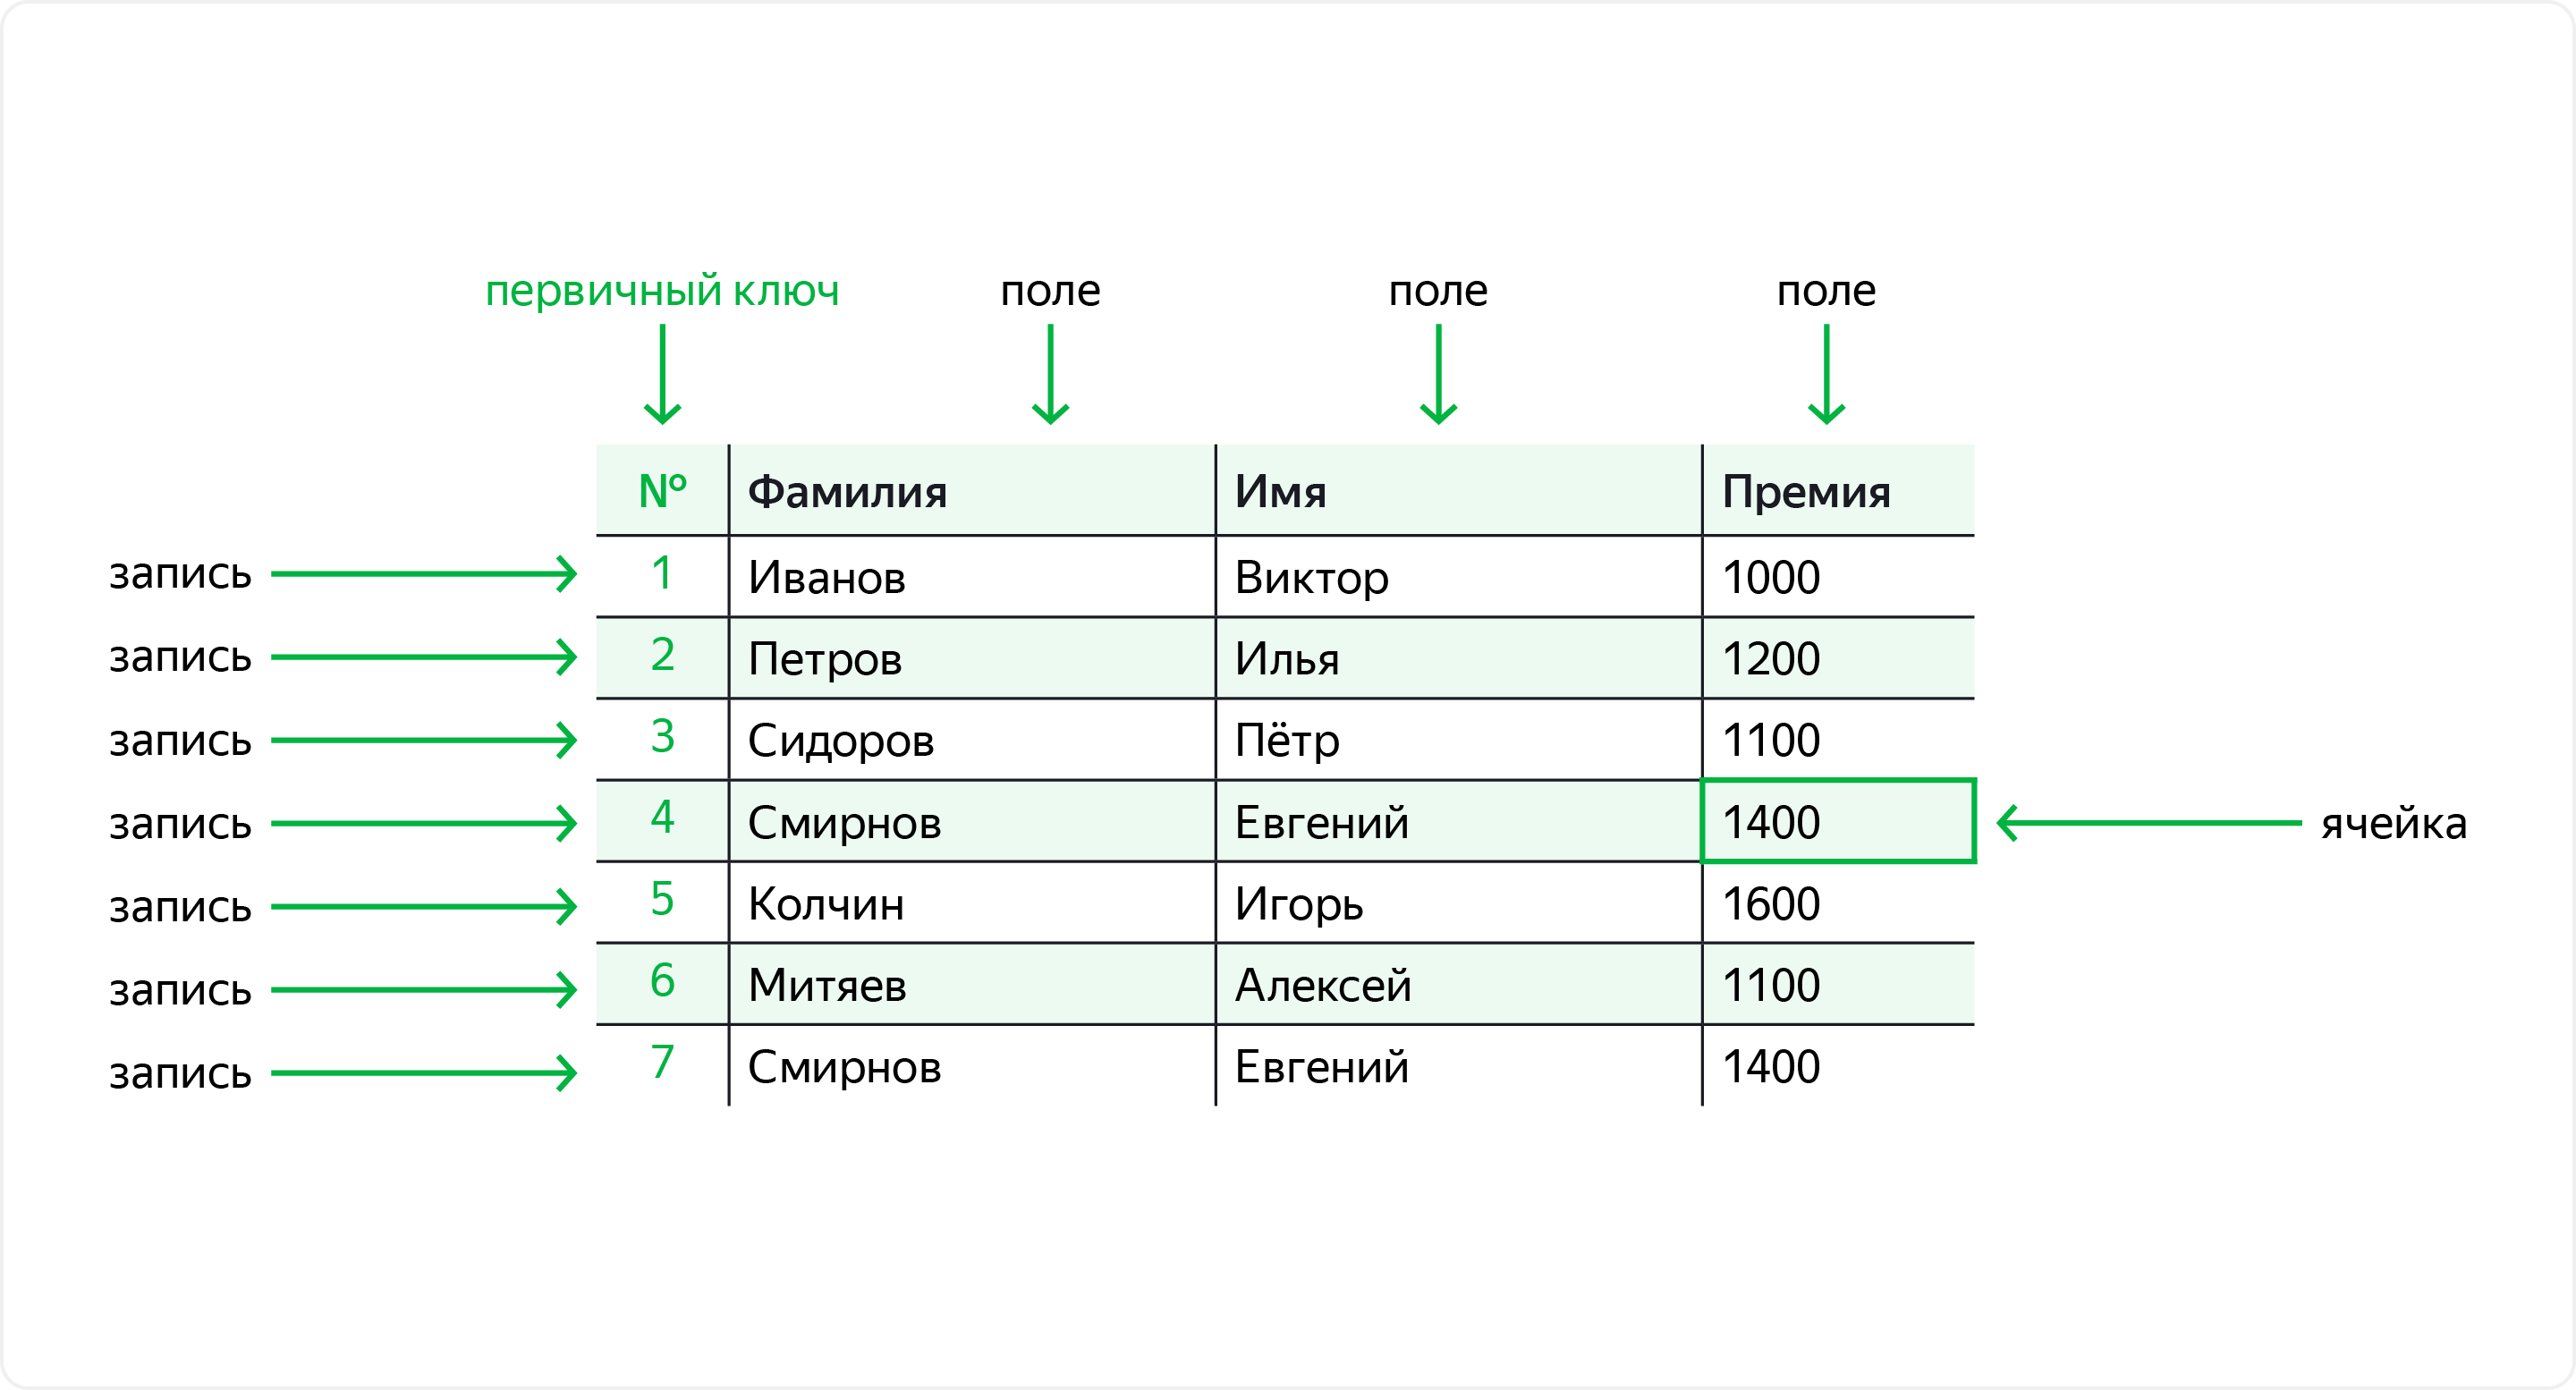 первичный ключ поле поле поле
№ Фамилия Имя Премия
запись 1 Иванов Виктор 1000
запись 2 Петров Илья 1200
запись 3 Сидоров Пётр 1100
запись 4 Смирнов Евгений 1400 ячейка
запись 5 Колчин Игорь 1600
запись 6 Митяев Алексей 1100
запись 7 Смирнов Евгений 1400